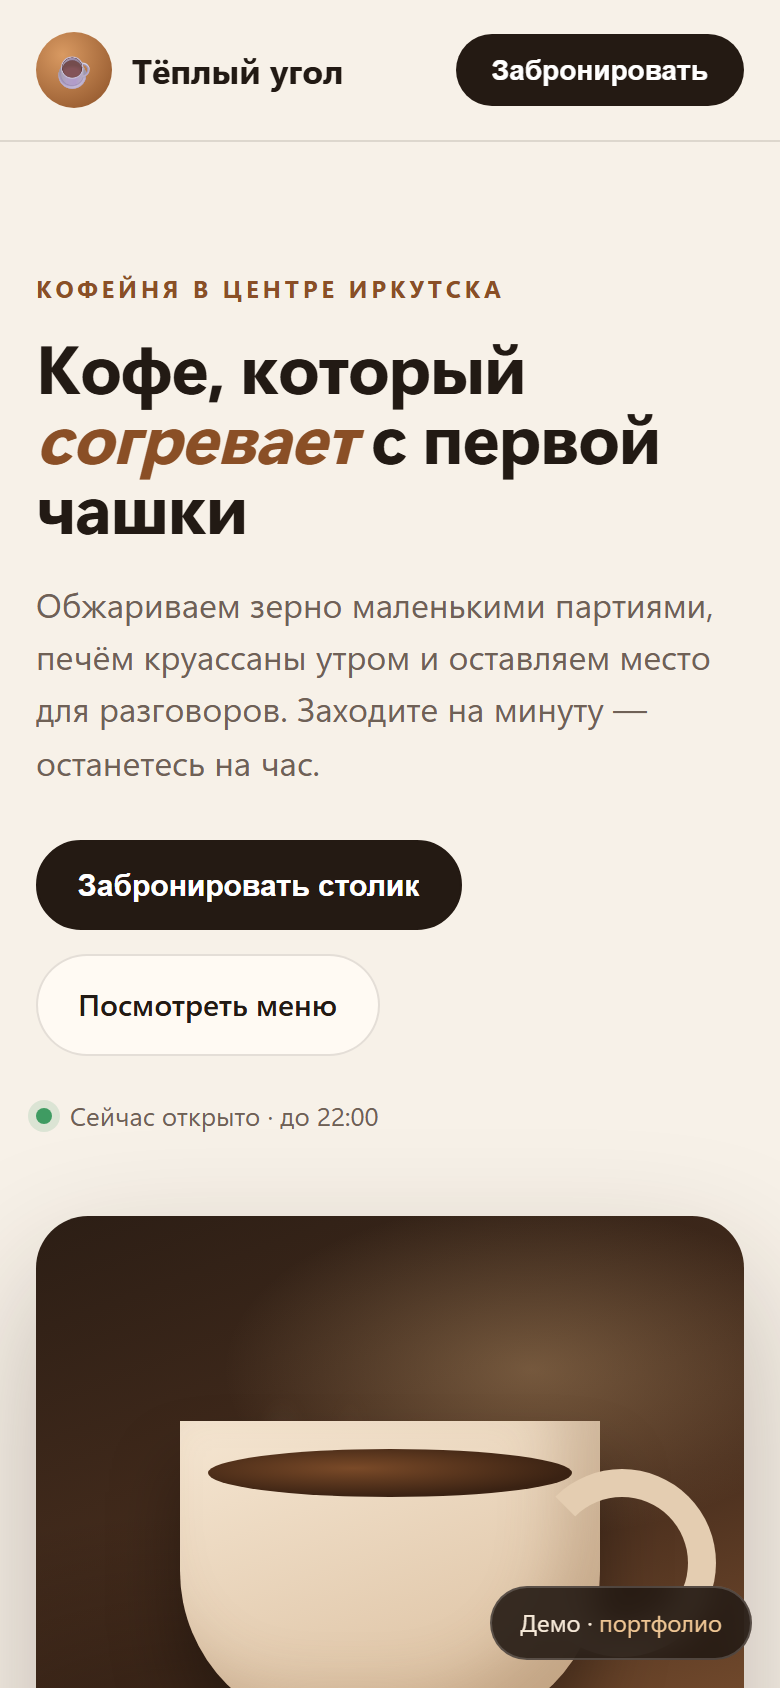 Тёплый угол
Забронировать
КОФЕЙНЯ В ЦЕНТРЕ ИРКУТСКА
Кофе, который
согревает с первой
чашки
Обжариваем зерно маленькими партиями,
печём круассаны утром и оставляем место
для разговоров. Заходите на минуту —
останетесь на час.
Забронировать столик
Посмотреть меню
Сейчас открыто · до 22:00
Демо · портфолио